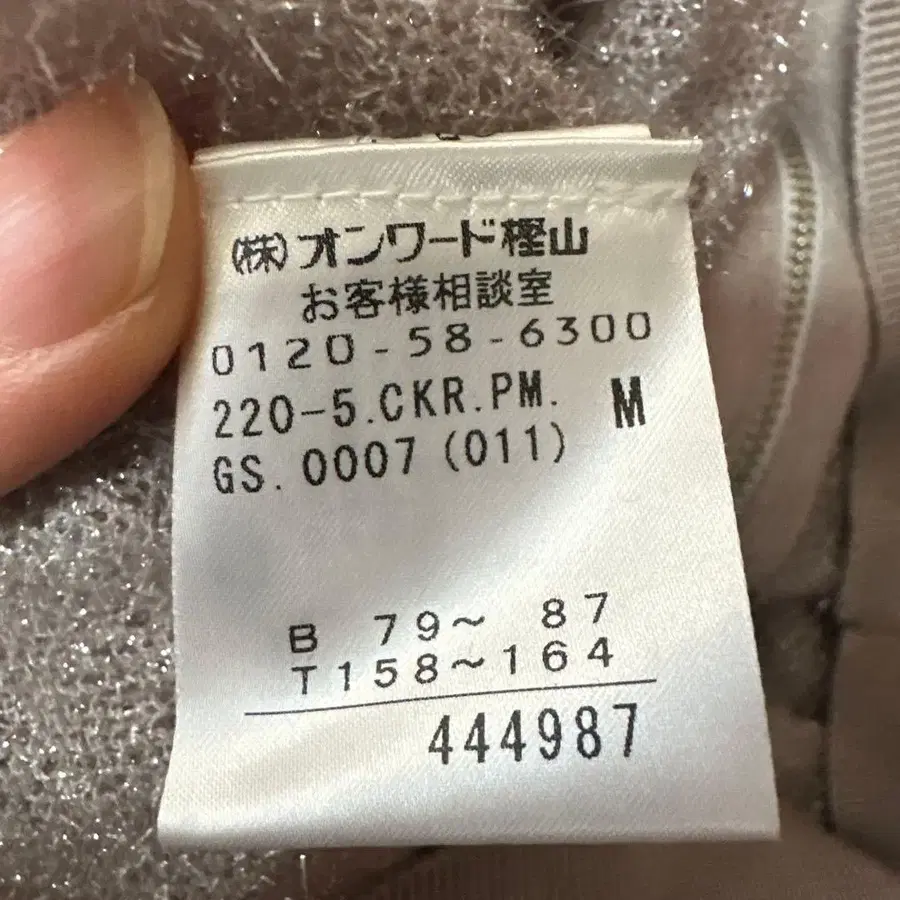 (株)オンワード樫山
お客様相談室
0120-58-6300
220-5.CKR.PM. M
GS.0007(011)
B 79～ 87
T158～164
444987